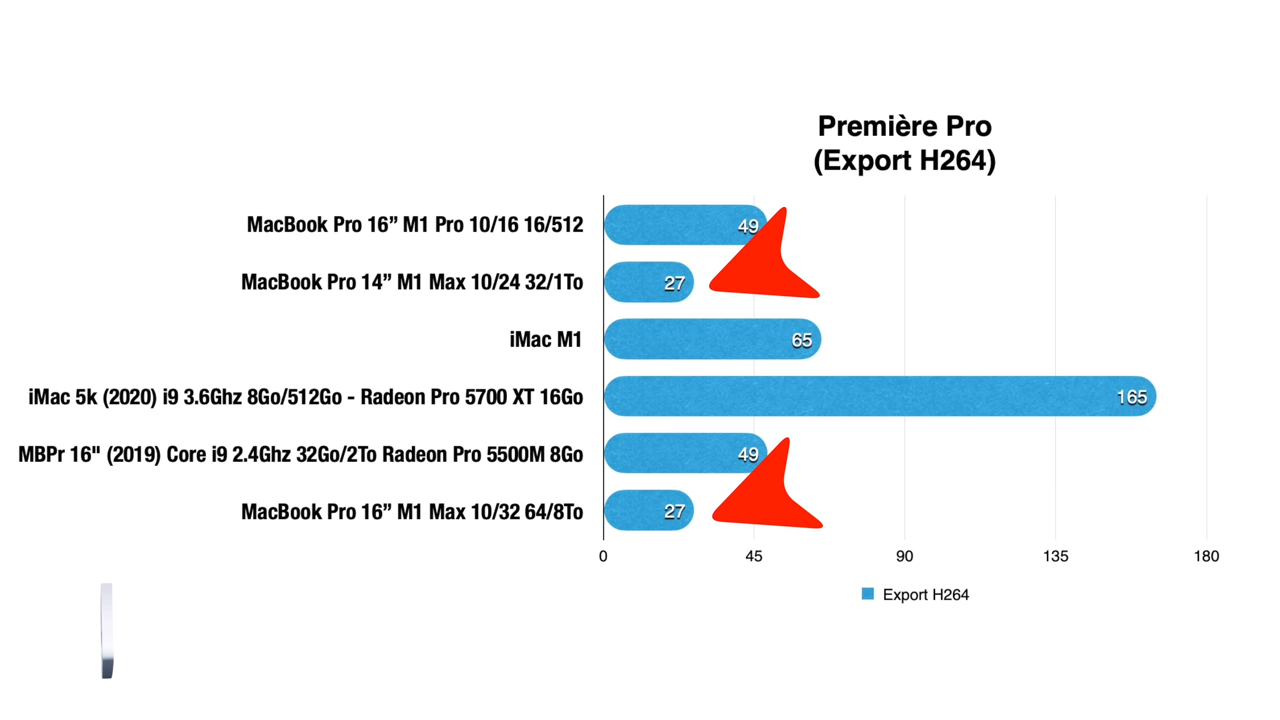 Première Pro
(Export H264)
MacBook Pro 16” M1 Pro 10/16 16/512
49
MacBook Pro 14” M1 Max 10/24 32/1To
27
iMac M1
65
iMac 5k (2020) i9 3.6Ghz 8Go/512Go - Radeon Pro 5700 XT 16Go
165
MBPr 16" (2019) Core i9 2.4Ghz 32Go/2To Radeon Pro 5500M 8Go
49
MacBook Pro 16” M1 Max 10/32 64/8To
27
0 45 90 135 180
Export H264